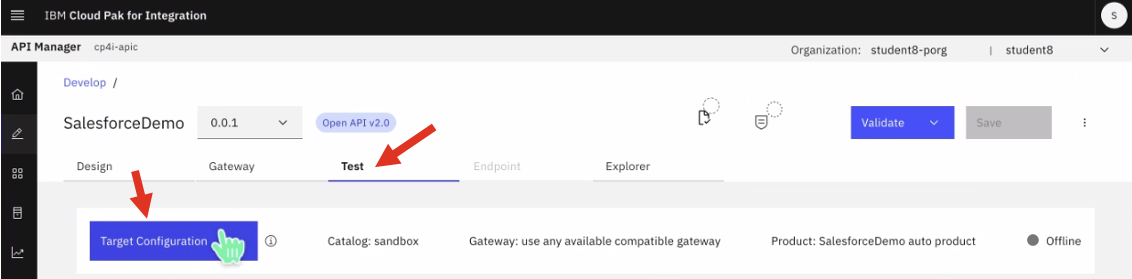 IBM Cloud Pak for Integration
S
API Manager cp4i-apic
Organization: student8-porg | student8
Develop /
SalesforceDemo 0.0.1 Open API v2.0 Validate Save
Design Gateway Test Endpoint Explorer
Target Configuration Catalog: sandbox Gateway: use any available compatible gateway Product: SalesforceDemo auto product Offline